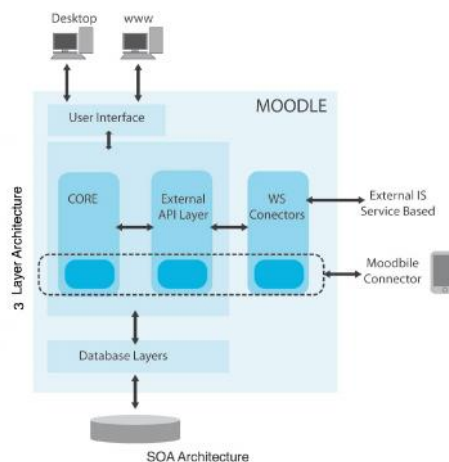 Desktop
www
MOODLE
User Interface
CORE
External
API Layer
WS
Conectors
External IS
Service Based
Moodbile
Connector
3 Layer Architecture
Database Layers
SOA Architecture